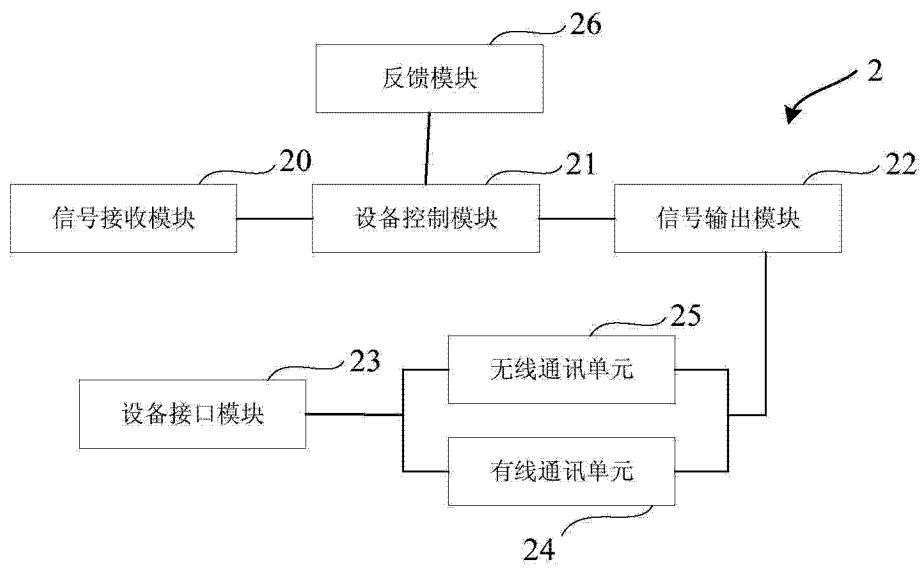 26
反馈模块
2
20
信号接收模块
21
设备控制模块
22
信号输出模块
25
无线通讯单元
23
设备接口模块
有线通讯单元
24